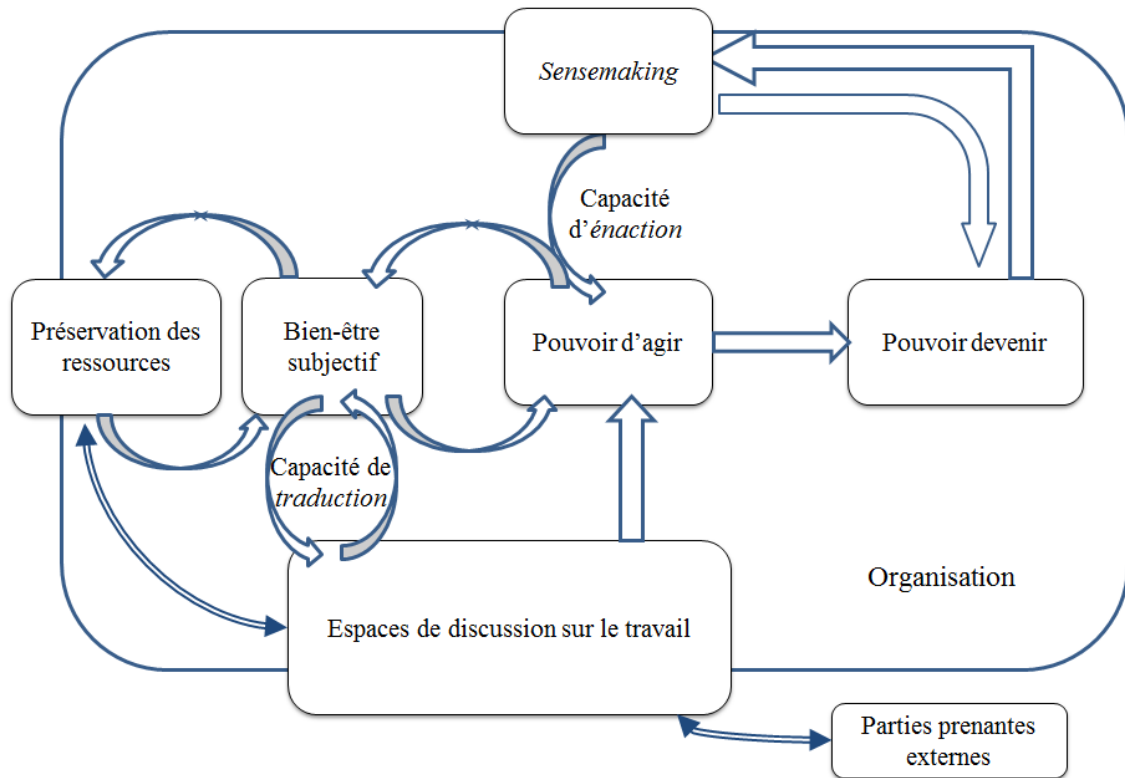 Sensemaking
Capacité
d'énaction
Préservation des
ressources
Bien-être
subjectif
Pouvoir d'agir
Pouvoir devenir
Capacité de
traduction
Organisation
Espaces de discussion sur le travail
Parties prenantes
externes